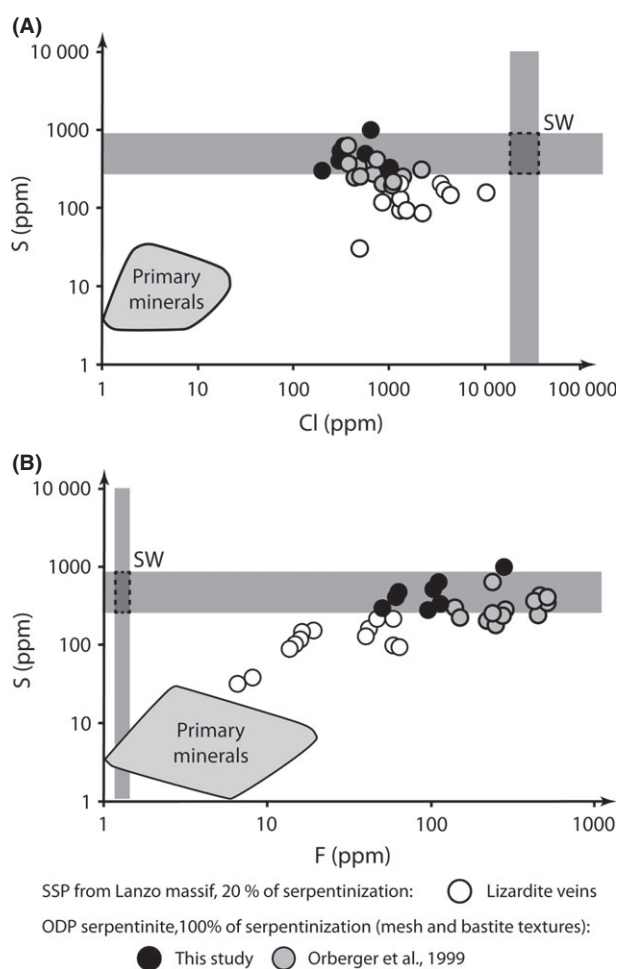 (A)
10 000
1000
100
10
1
S (ppm)
SW
Primary
minerals
1
10
100
1000
10 000
100 000
Cl (ppm)
(B)
10 000
1000
100
10
1
S (ppm)
SW
Primary
minerals
1
10
100
1000
F (ppm)
SSP from Lanzo massif, 20 % of serpentinization:
Lizardite veins
ODP serpentinite,100% of serpentinization (mesh and bastite textures):
This study
Orberger et al., 1999